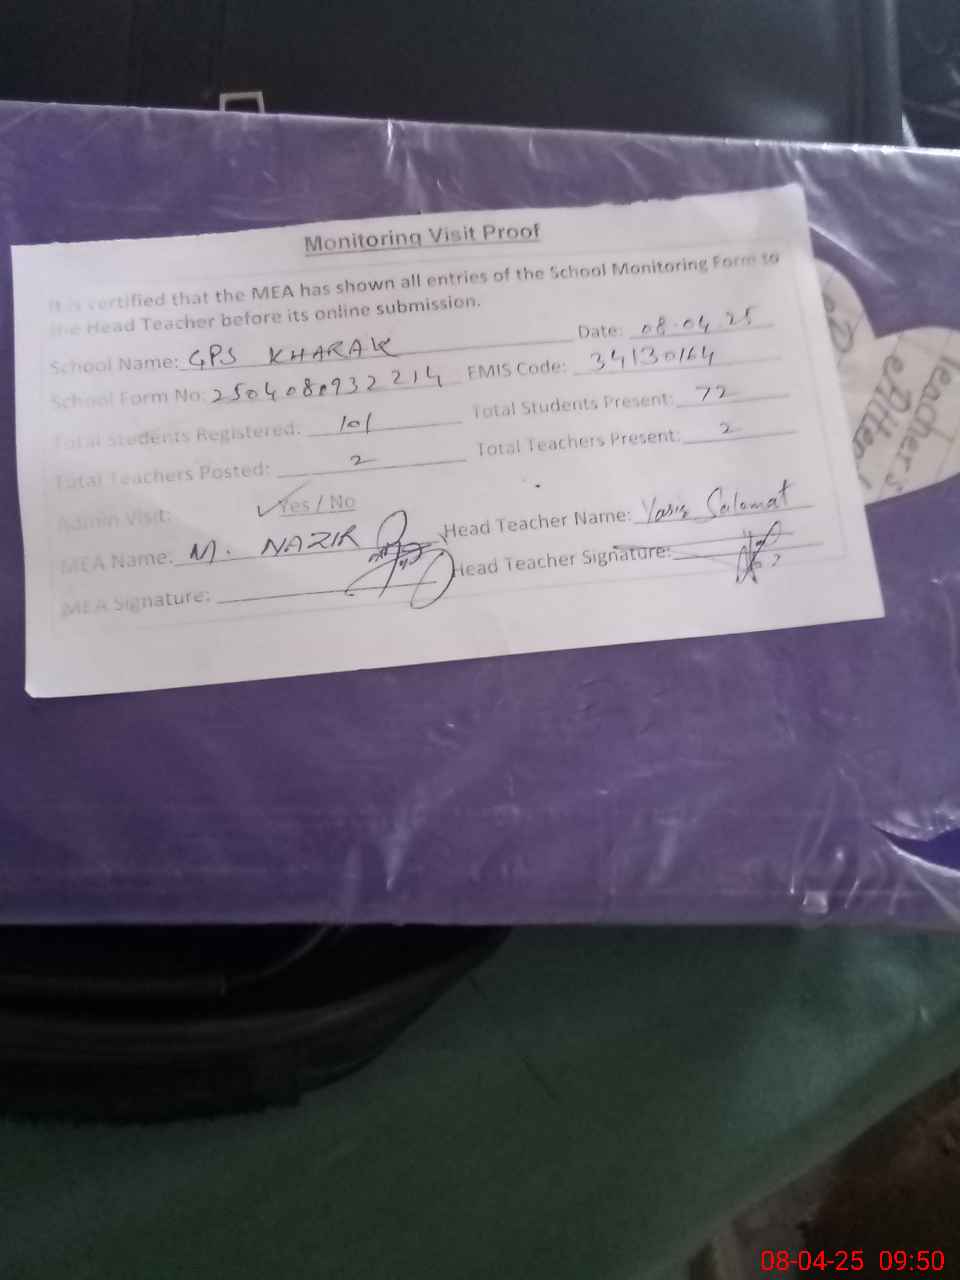 Monitoring Visit Proof
It is certified that the MEA has shown all entries of the School Monitoring Form to
the Head Teacher before its online submission.
School Name: GPS KHARAK Date: 08-04-25
School Form No: 2504080932214 EMIS Code: 34130164
Total Students Registered: 101 Total Students Present: 72
Total Teachers Posted: 2 Total Teachers Present: 2
Admin Visit: Yes / No
MEA Name: M. NAZIR Head Teacher Name: Salamat
MEA Signature: Head Teacher Signature:
Teacher's
08-04-25 09:50